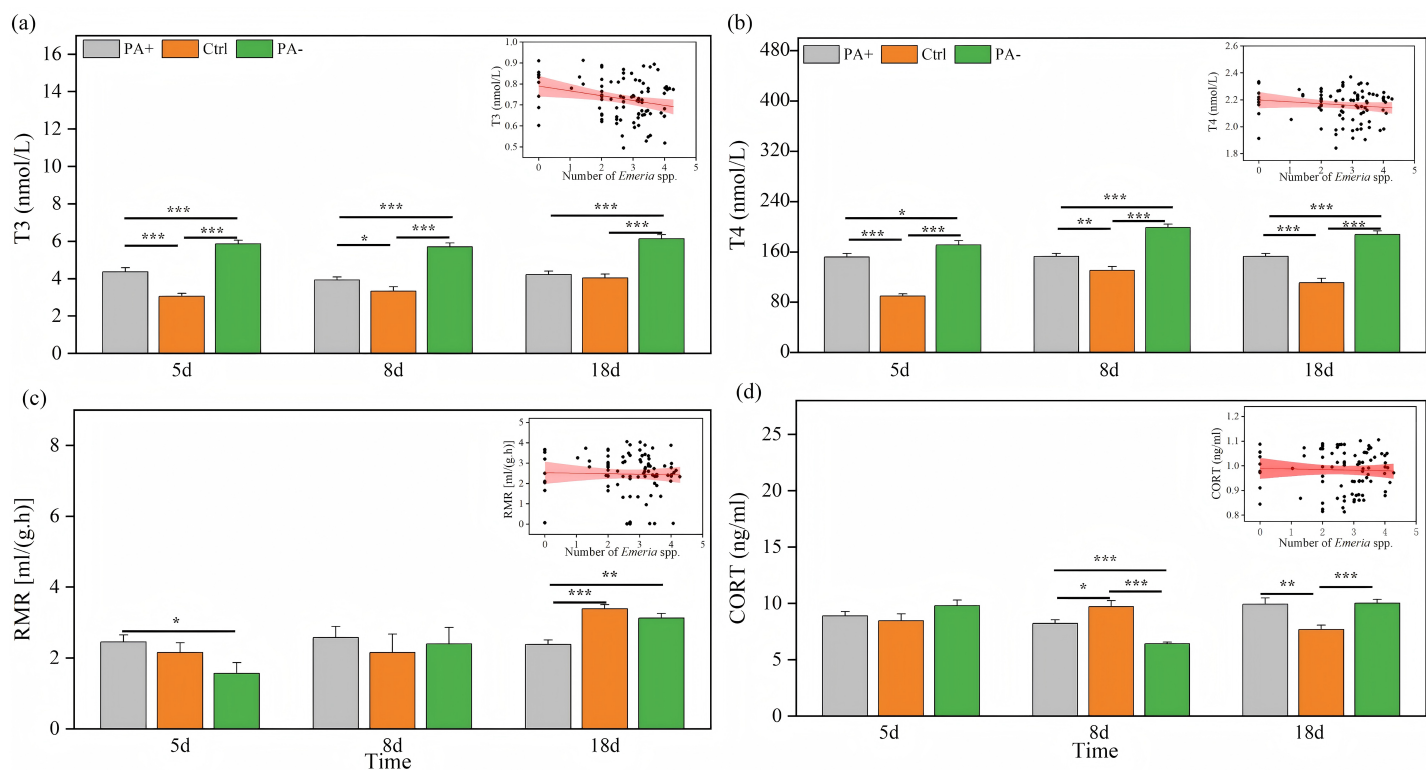 (a)
PA+ Ctrl PA-
T3 (nmol/L)
16
14
12
10
8
6
4
2
0
5d 8d 18d
*** *** ***
*** * ***
*** ***
T3 (nmol/L)
1.0
0.9
0.8
0.7
0.6
0.5
0 1 2 3 4 5
Number of Emeria spp.
(b)
PA+ Ctrl PA-
T4 (nmol/L)
480
400
320
240
160
80
0
5d 8d 18d
* *** ***
*** ** ***
*** *** ***
T4 (nmol/L)
2.6
2.4
2.2
2.0
1.8
0 1 2 3 4 5
Number of Emeria spp.
(c)
RMR [ml/(g.h)]
8
6
4
2
0
5d 8d 18d
Time
*
**
***
RMR [ml/(g.h)]
5
4
3
2
1
0
0 1 2 3 4 5
Number of Emeria spp.
(d)
CORT (ng/ml)
25
20
15
10
5
0
5d 8d 18d
Time
***
* ***
** ***
CORT (ng/ml)
1.2
1.1
1.0
0.9
0.8
0 1 2 3 4 5
Number of Emeria spp.